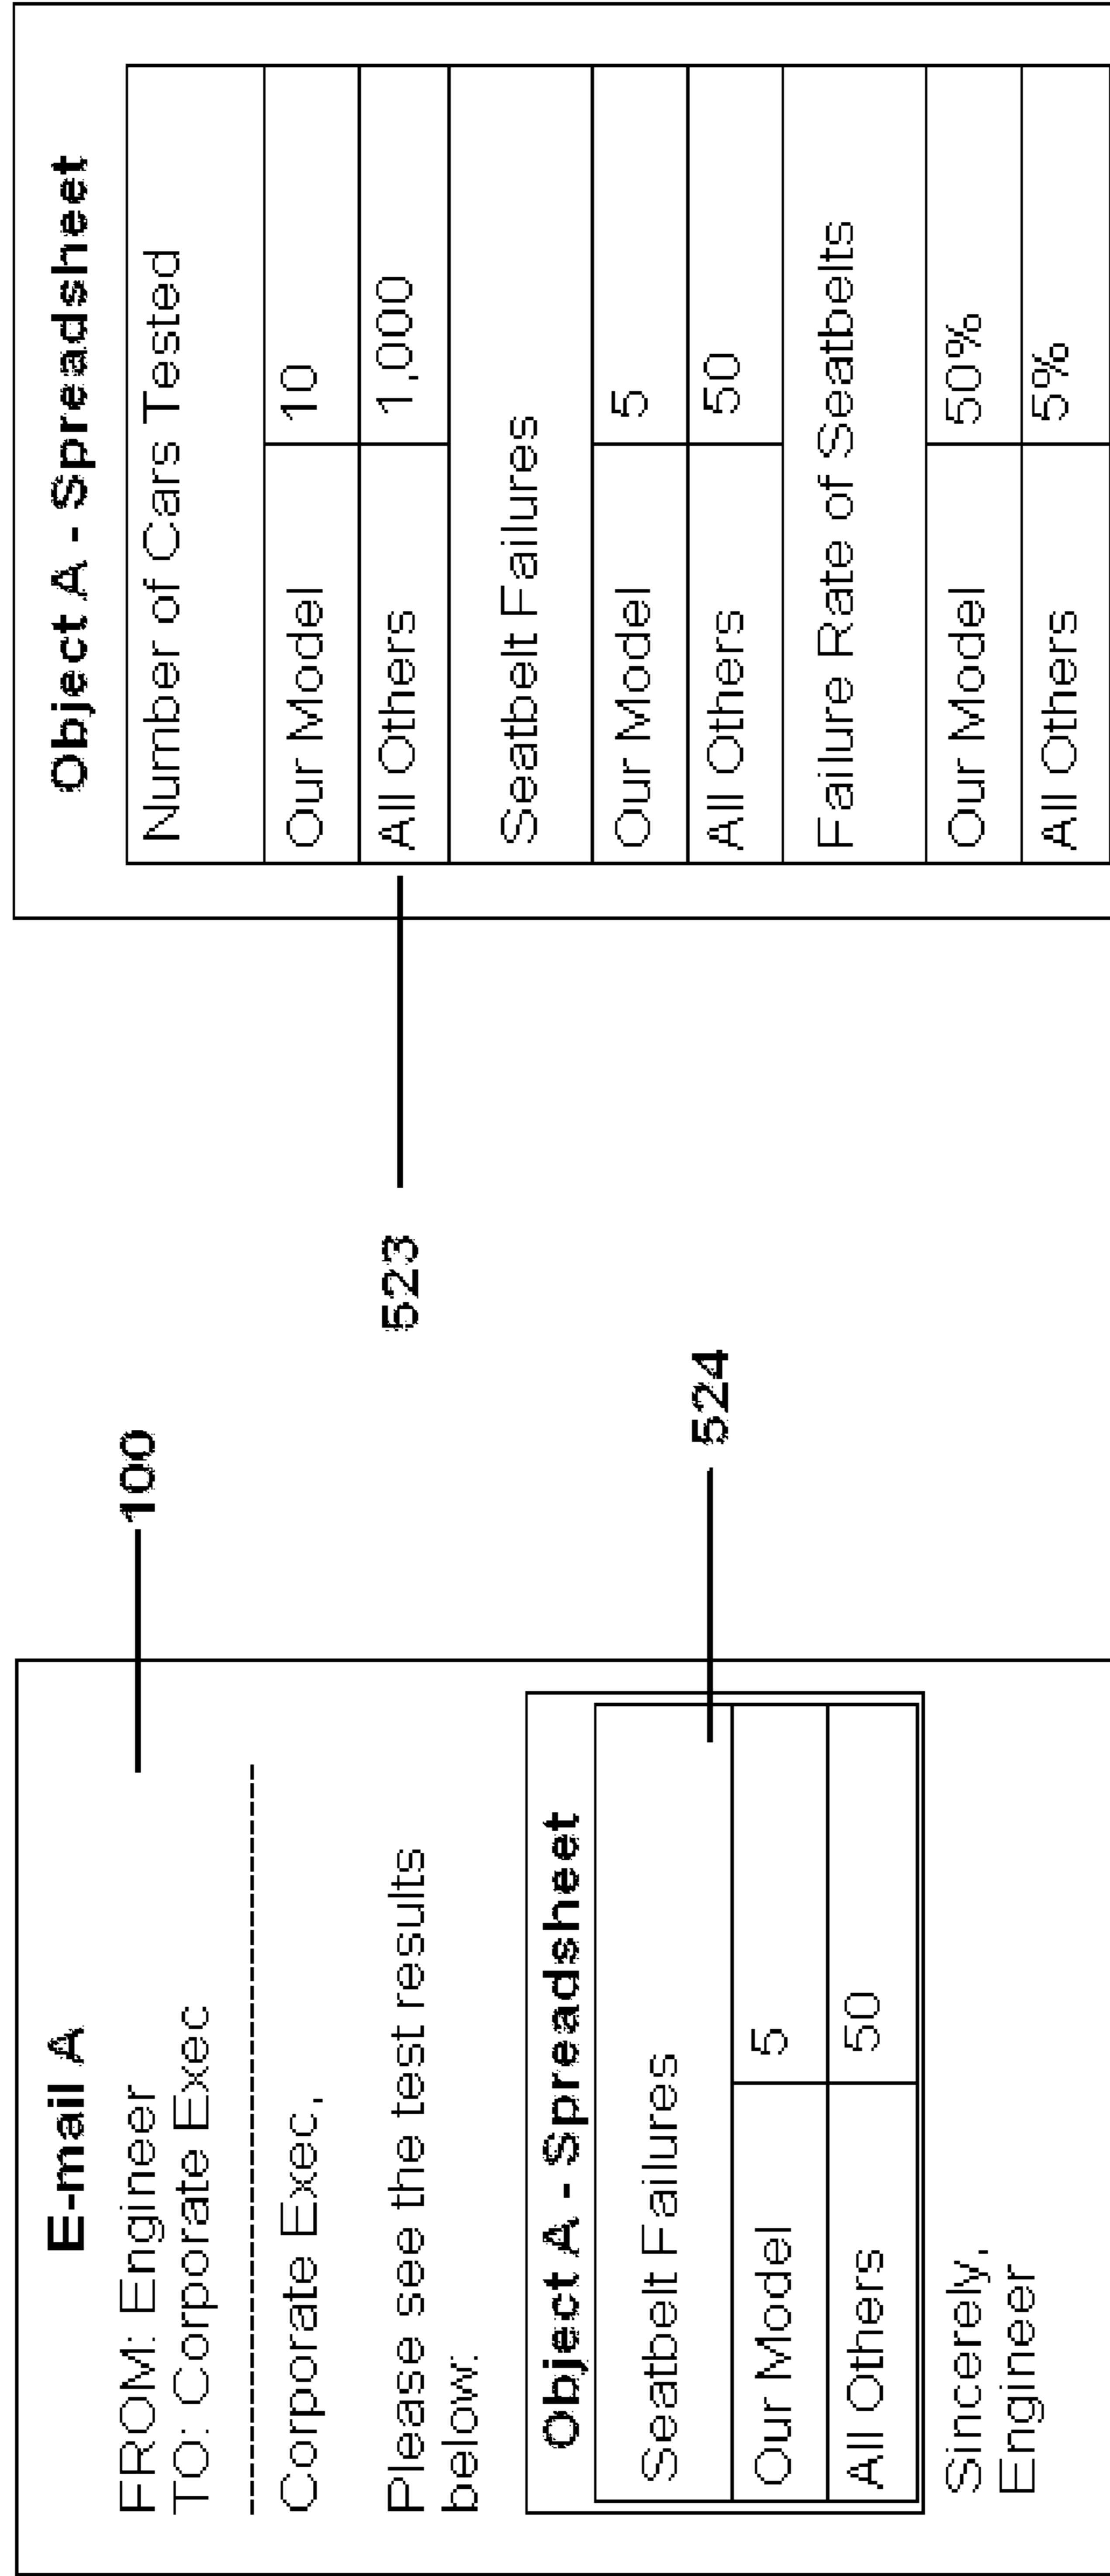 E-mail A
FROM: Engineer
TO: Corporate Exec
Corporate Exec,
Please see the test results
below:
Object A - Spreadsheet
Seatbelt Failures
Our Model 5
All Others 50
Sincerely,
Engineer
100
524
523
Object A - Spreadsheet
Number of Cars Tested
Our Model 10
All Others 1,000
Seatbelt Failures
Our Model 5
All Others 50
Failure Rate of Seatbelts
Our Model 50%
All Others 5%